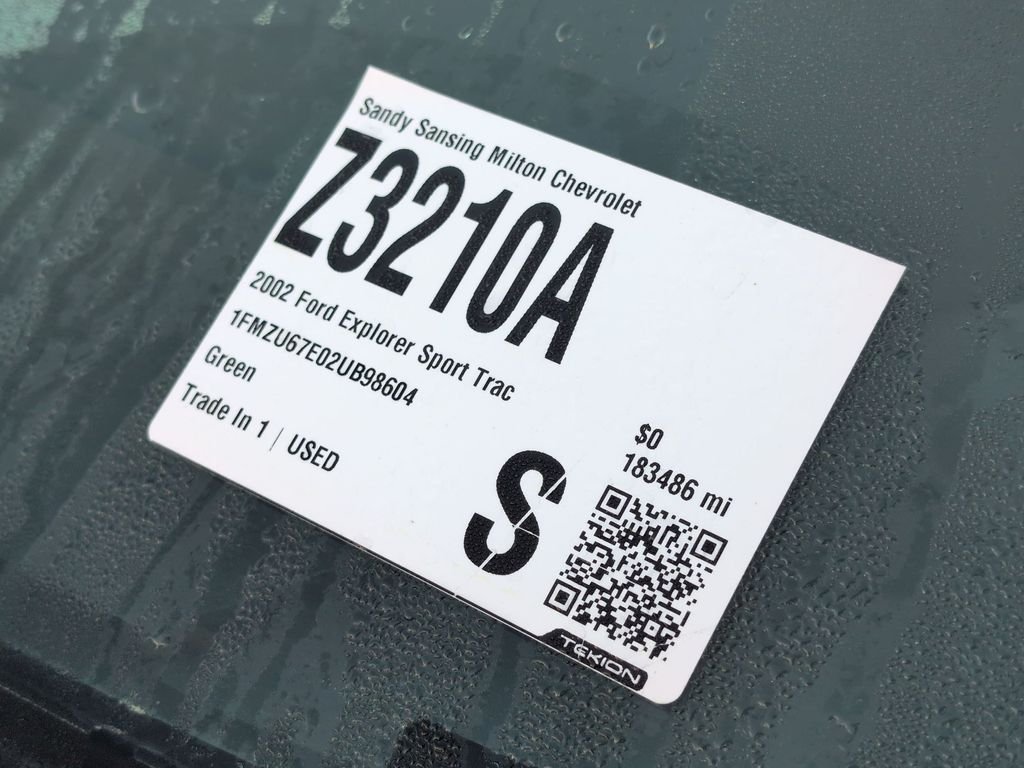 Sandy Sansing Milton Chevrolet
Z3210A
2002 Ford Explorer Sport Trac
1FMZU67E02UB98604
Green
Trade In 1 | USED
$0
183486 mi
S
TEKION